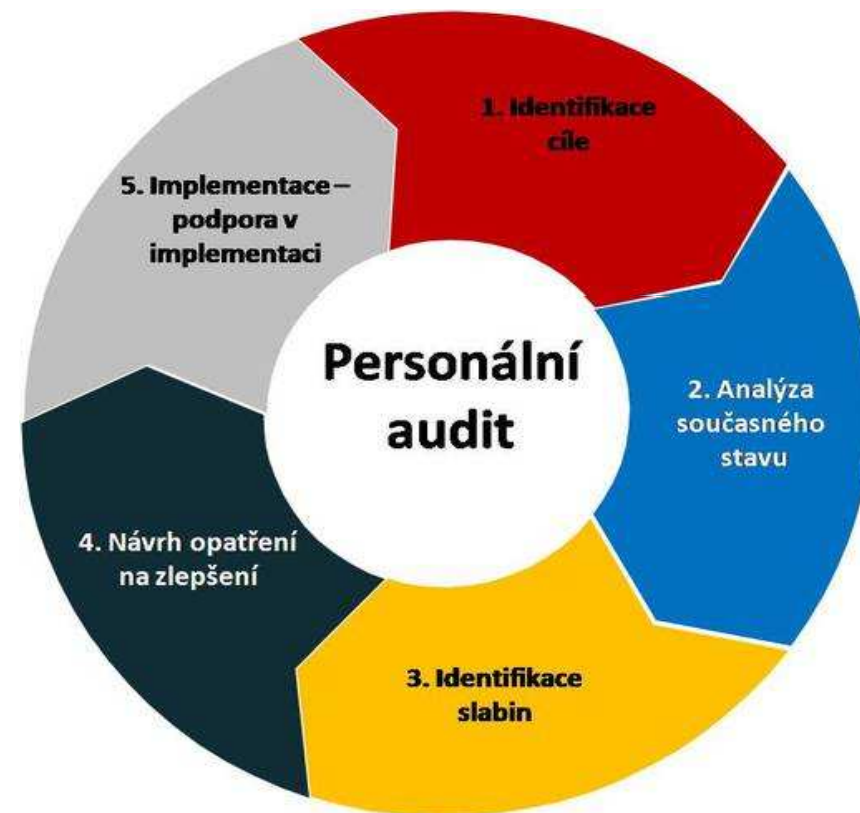 1. Identifikace
cíle
2. Analýza
současného
stavu
3. Identifikace
slabin
4. Návrh opatření
na zlepšení
5. Implementace –
podpora v
implementaci
Personální
audit